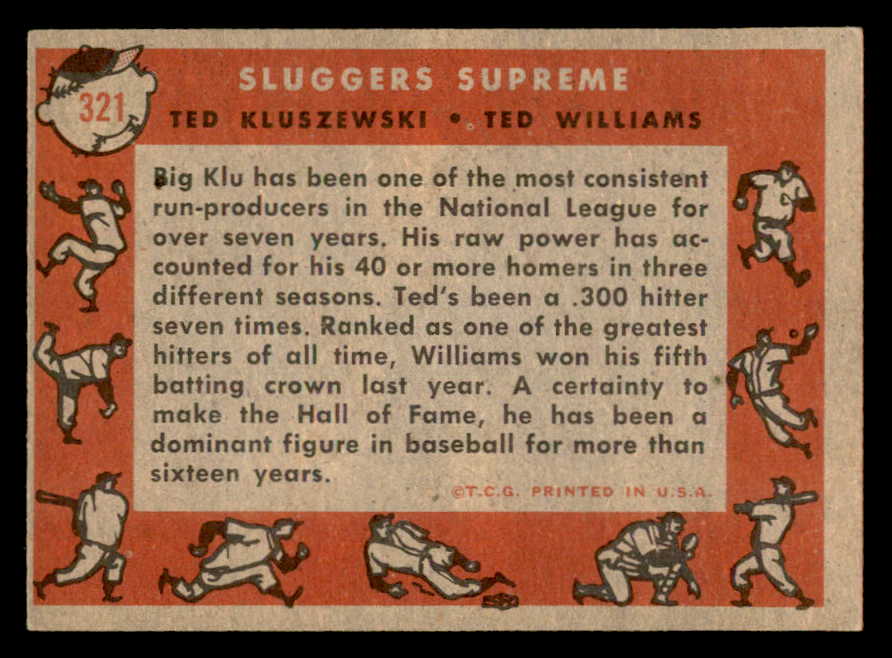 321
SLUGGERS SUPREME
TED KLUSZEWSKI • TED WILLIAMS
Big Klu has been one of the most consistent
run-producers in the National League for
over seven years. His raw power has ac-
counted for his 40 or more homers in three
different seasons. Ted's been a .300 hitter
seven times. Ranked as one of the greatest
hitters of all time, Williams won his fifth
batting crown last year. A certainty to
make the Hall of Fame, he has been a
dominant figure in baseball for more than
sixteen years.
©T.C.G. PRINTED IN U.S.A.